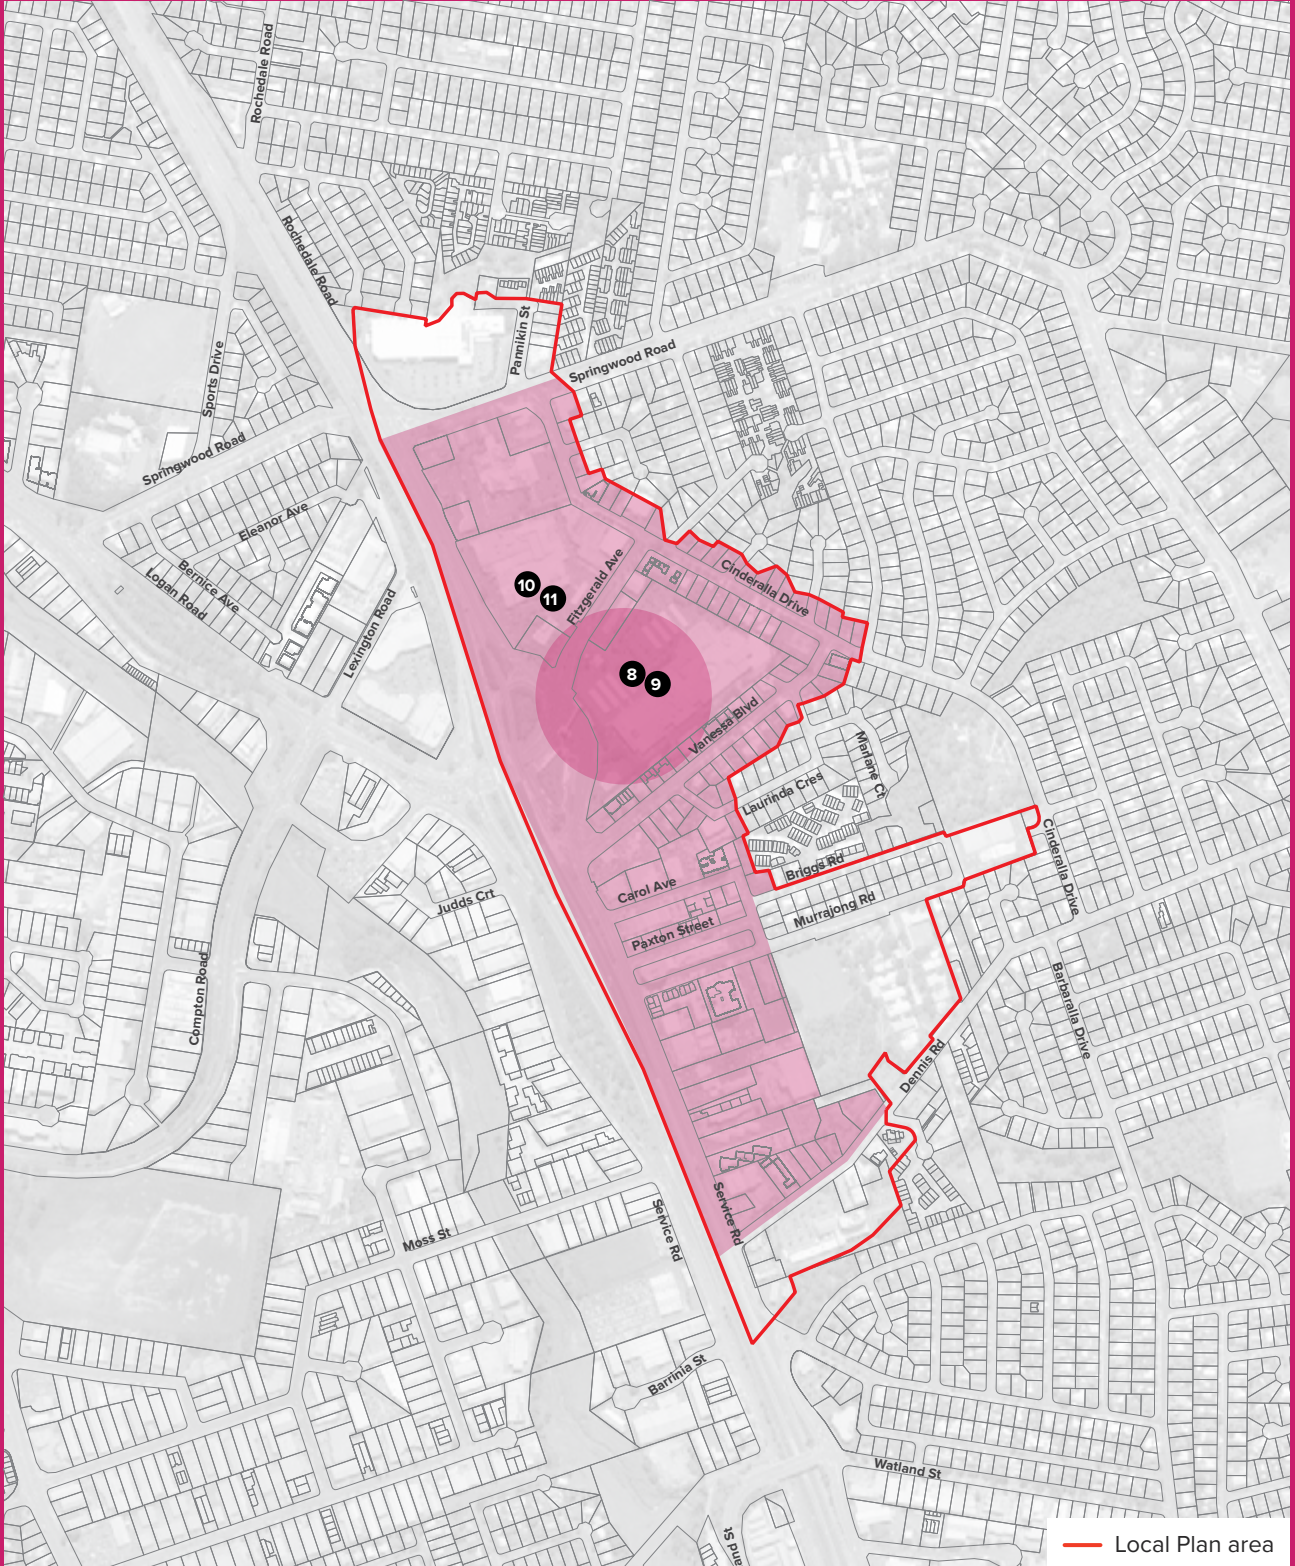 Rochedale Road
Rochedale Road
Pannikin St
Springwood Road
Sports Drive
Springwood Road
Eleanor Ave
Bernice Ave
Logan Road
Lexington Road
Fitzgerald Ave
Cinderalla Drive
10
11
8
9
Vanessa Blvd
Marlane Ct
Laurinda Cres
Briggs Rd
Cinderalla Drive
Carol Ave
Murrajong Rd
Judds Crt
Paxton Street
Compton Road
Barbaralla Drive
Dennis Rd
Service Rd
Service Rd
Moss St
Barrinia St
Watland St
and St
Local Plan area